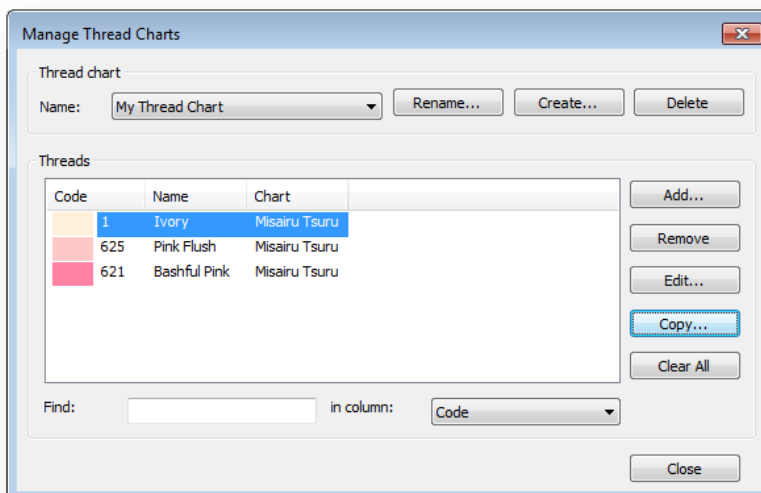 Manage Thread Charts
Thread chart
Name: My Thread Chart Rename... Create... Delete
Threads
Code Name Chart Add...
1 Ivory Misairu Tsuru
625 Pink Flush Misairu Tsuru Remove
621 Bashful Pink Misairu Tsuru Edit...
Copy...
Clear All
Find: in column: Code
Close